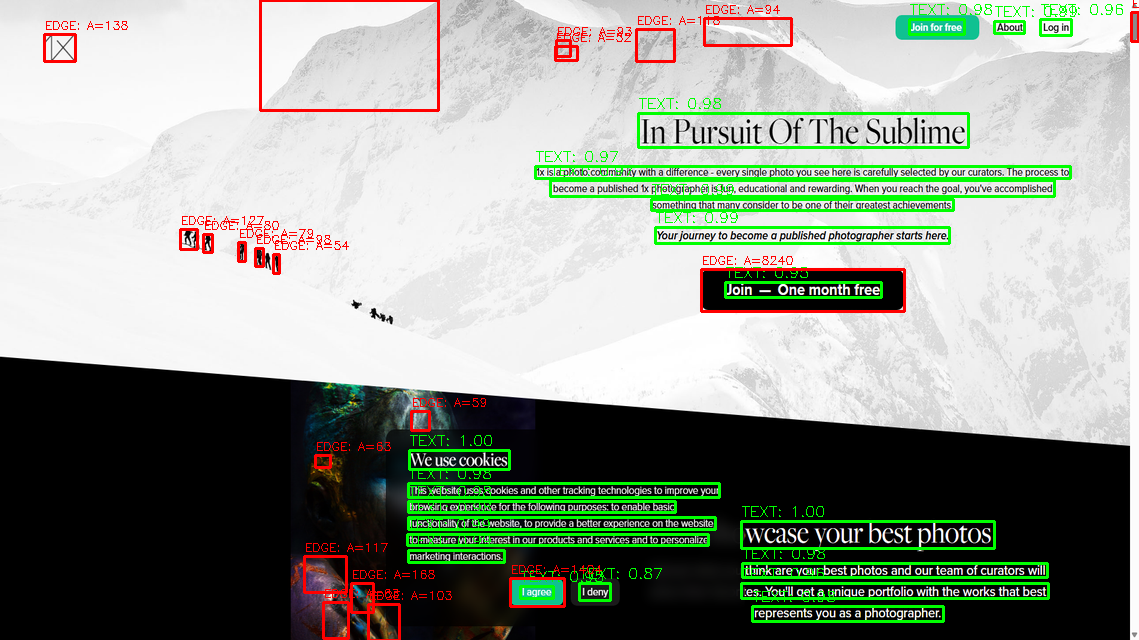 EDGE: A=138
EDGE: A=94
EDGE: A=118
EDGE: A=93
EDGE: A=52
TEXT: 0.98
TEXT: 0.96
Join for free
About
Log in
TEXT: 0.98
In Pursuit Of The Sublime
TEXT: 0.97
1x is a photo community with a difference - every single photo you see here is carefully selected by our curators. The process to
become a published 1x photographer is fun, educational and rewarding. When you reach the goal, you've accomplished
something that many consider to be one of their greatest achievements.
TEXT: 0.99
Your journey to become a published photographer starts here.
EDGE: A=127
EDGE: A=80
EDGE: A=79
EDGE: A=98
EDGE: A=54
EDGE: A=8240
TEXT: 0.95
Join — One month free
EDGE: A=59
EDGE: A=63
TEXT: 1.00
We use cookies
TEXT: 0.98
This website uses cookies and other tracking technologies to improve your
browsing experience for the following purposes: to enable basic
functionality of the website, to provide a better experience on the website
to measure your interest in our products and services and to personalize
marketing interactions.
TEXT: 1.00
wcase your best photos
TEXT: 0.98
think are your best photos and our team of curators will
es. You'll get a unique portfolio with the works that best
represents you as a photographer.
EDGE: A=117
EDGE: A=168
A=103
TEXT: 0.87
I agree
I deny